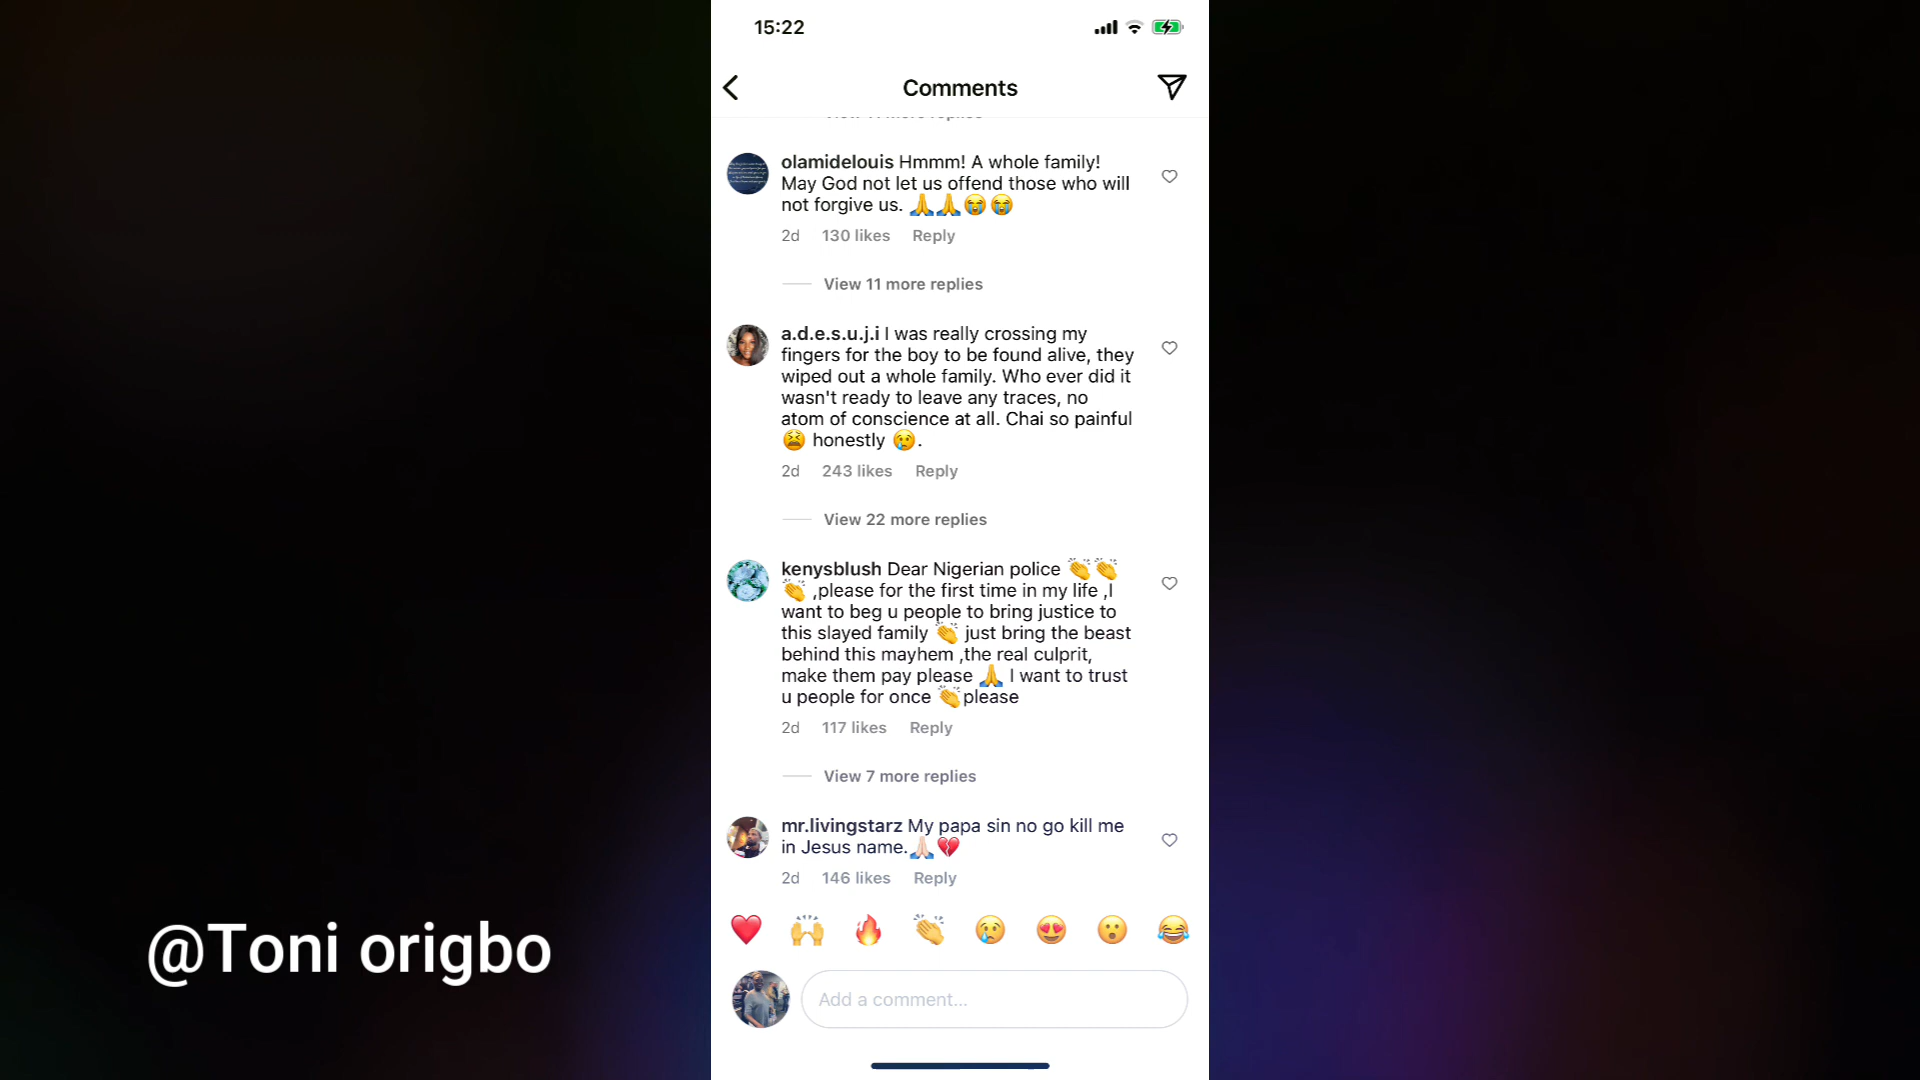 15:22
Comments
olamidelouis Hmmm! A whole family!
May God not let us offend those who will
not forgive us. 🙏🙏😭😭
2d 130 likes Reply
View 11 more replies
a.d.e.s.u.j.i I was really crossing my
fingers for the boy to be found alive, they
wiped out a whole family. Who ever did it
wasn't ready to leave any traces, no
atom of conscience at all. Chai so painful
😫 honestly 😢.
2d 243 likes Reply
View 22 more replies
kenysblush Dear Nigerian police 👏👏
👏 ,please for the first time in my life ,I
want to beg u people to bring justice to
this slayed family 👏 just bring the beast
behind this mayhem ,the real culprit,
make them pay please 🙏 I want to trust
u people for once 👏please
2d 117 likes Reply
View 7 more replies
mr.livingstarz My papa sin no go kill me
in Jesus name.🙏🏻💔
2d 146 likes Reply
❤️ 🙌 🔥 👏 😢 😍 😮 😂
Add a comment...
@Toni origbo